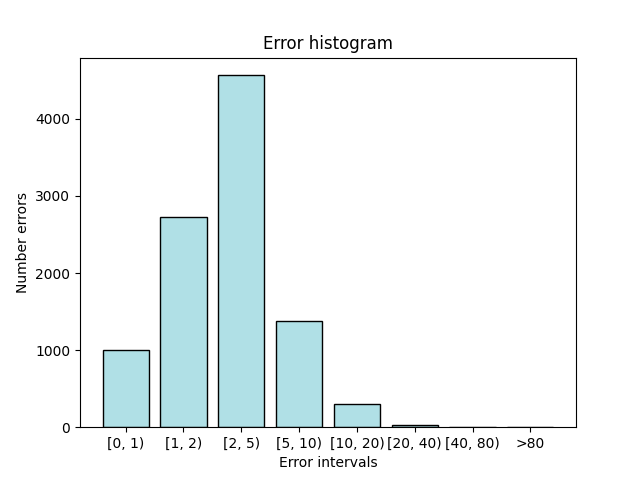 Error histogram
Number errors
4000
3000
2000
1000
0
[0, 1) [1, 2) [2, 5) [5, 10) [10, 20) [20, 40) [40, 80) >80
Error intervals